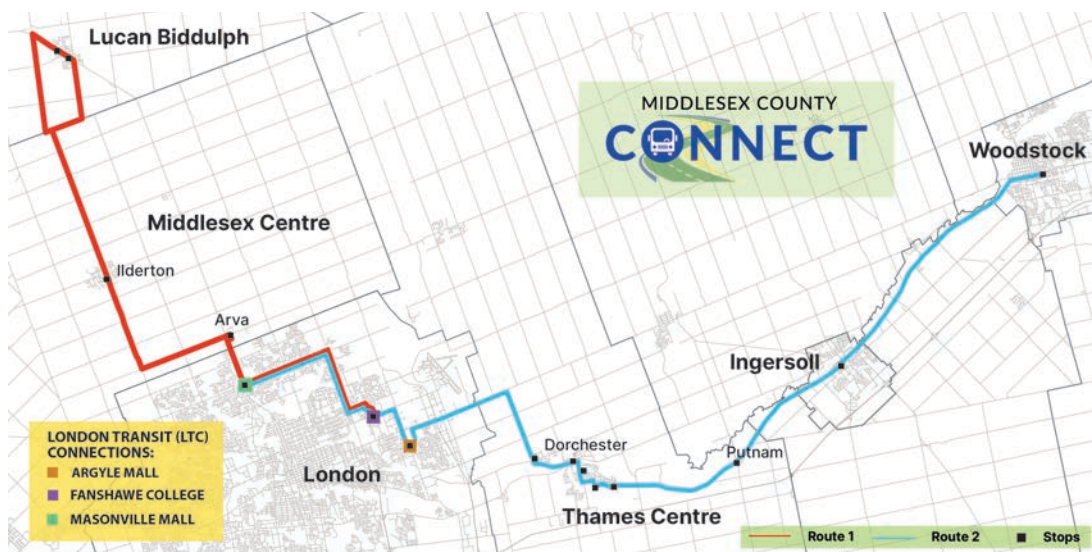 Lucan Biddulph
MIDDLESEX COUNTY
CONNECT
Woodstock
Middlesex Centre
Ilderton
Arva
Ingersoll
LONDON TRANSIT (LTC)
CONNECTIONS:
ARGYLE MALL
FANSHAWE COLLEGE
MASONVILLE MALL
London
Dorchester
Putnam
Thames Centre
Route 1
Route 2
Stops